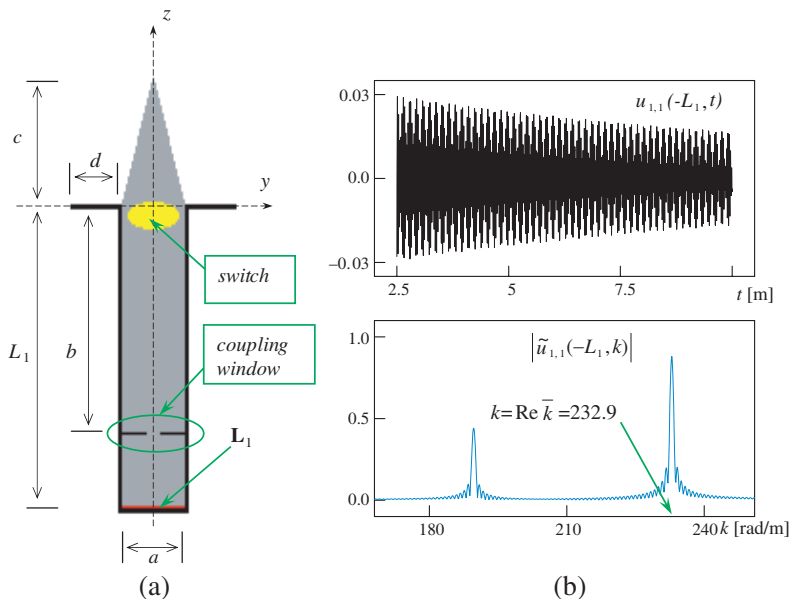 z
c
d
y
switch
L₁
b
coupling
window
L₁
a
(a)
0.03
u₁,₁(-L₁,t)
0.0
−0.03
2.5 5 7.5 t [m]
1.0
|ũ₁,₁(−L₁,k)|
k=Re k̅=232.9
0.5
0.0
180 210 240 k [rad/m]
(b)